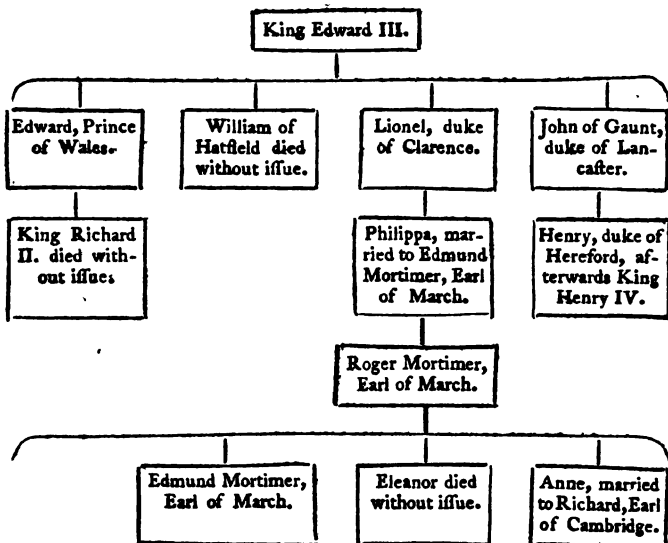 King Edward III.
Edward, Prince
of Wales.
William of
Hatfield died
without iſſue.
Lionel, duke
of Clarence.
John of Gaunt,
duke of Lan-
caſter.
King Richard
II. died with-
out iſſue;
Philippa, mar-
ried to Edmund
Mortimer, Earl
of March.
Henry, duke of
Hereford, af-
terwards King
Henry IV.
Roger Mortimer,
Earl of March.
Edmund Mortimer,
Earl of March.
Eleanor died
without iſſue.
Anne, married
to Richard, Earl
of Cambridge.